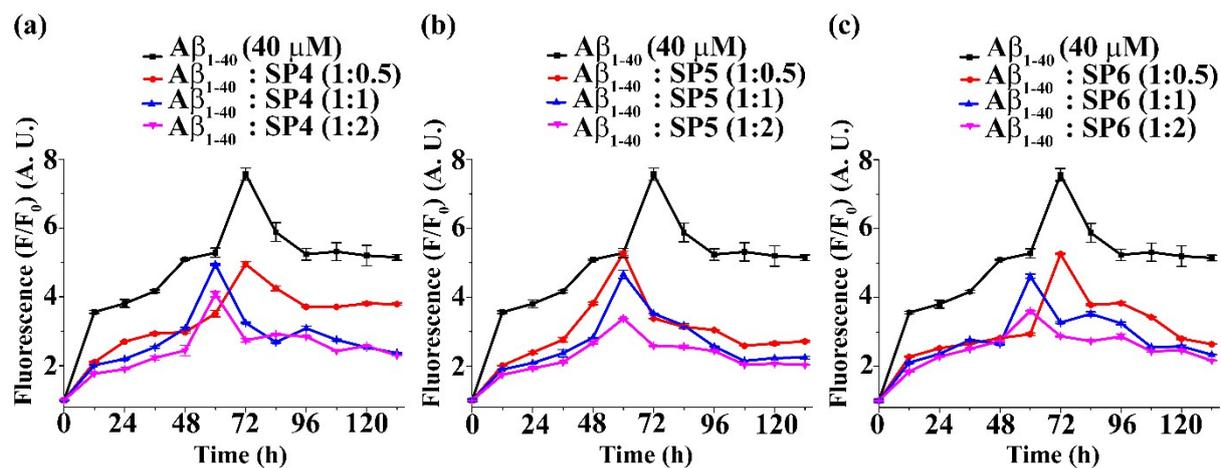 (a)
Aβ1-40 (40 μM)
Aβ1-40 : SP4 (1:0.5)
Aβ1-40 : SP4 (1:1)
Aβ1-40 : SP4 (1:2)
Fluorescence (F/F0) (A. U.)
8
6
4
2
0 24 48 72 96 120
Time (h)
(b)
Aβ1-40 (40 μM)
Aβ1-40 : SP5 (1:0.5)
Aβ1-40 : SP5 (1:1)
Aβ1-40 : SP5 (1:2)
Fluorescence (F/F0) (A. U.)
8
6
4
2
0 24 48 72 96 120
Time (h)
(c)
Aβ1-40 (40 μM)
Aβ1-40 : SP6 (1:0.5)
Aβ1-40 : SP6 (1:1)
Aβ1-40 : SP6 (1:2)
Fluorescence (F/F0) (A. U.)
8
6
4
2
0 24 48 72 96 120
Time (h)